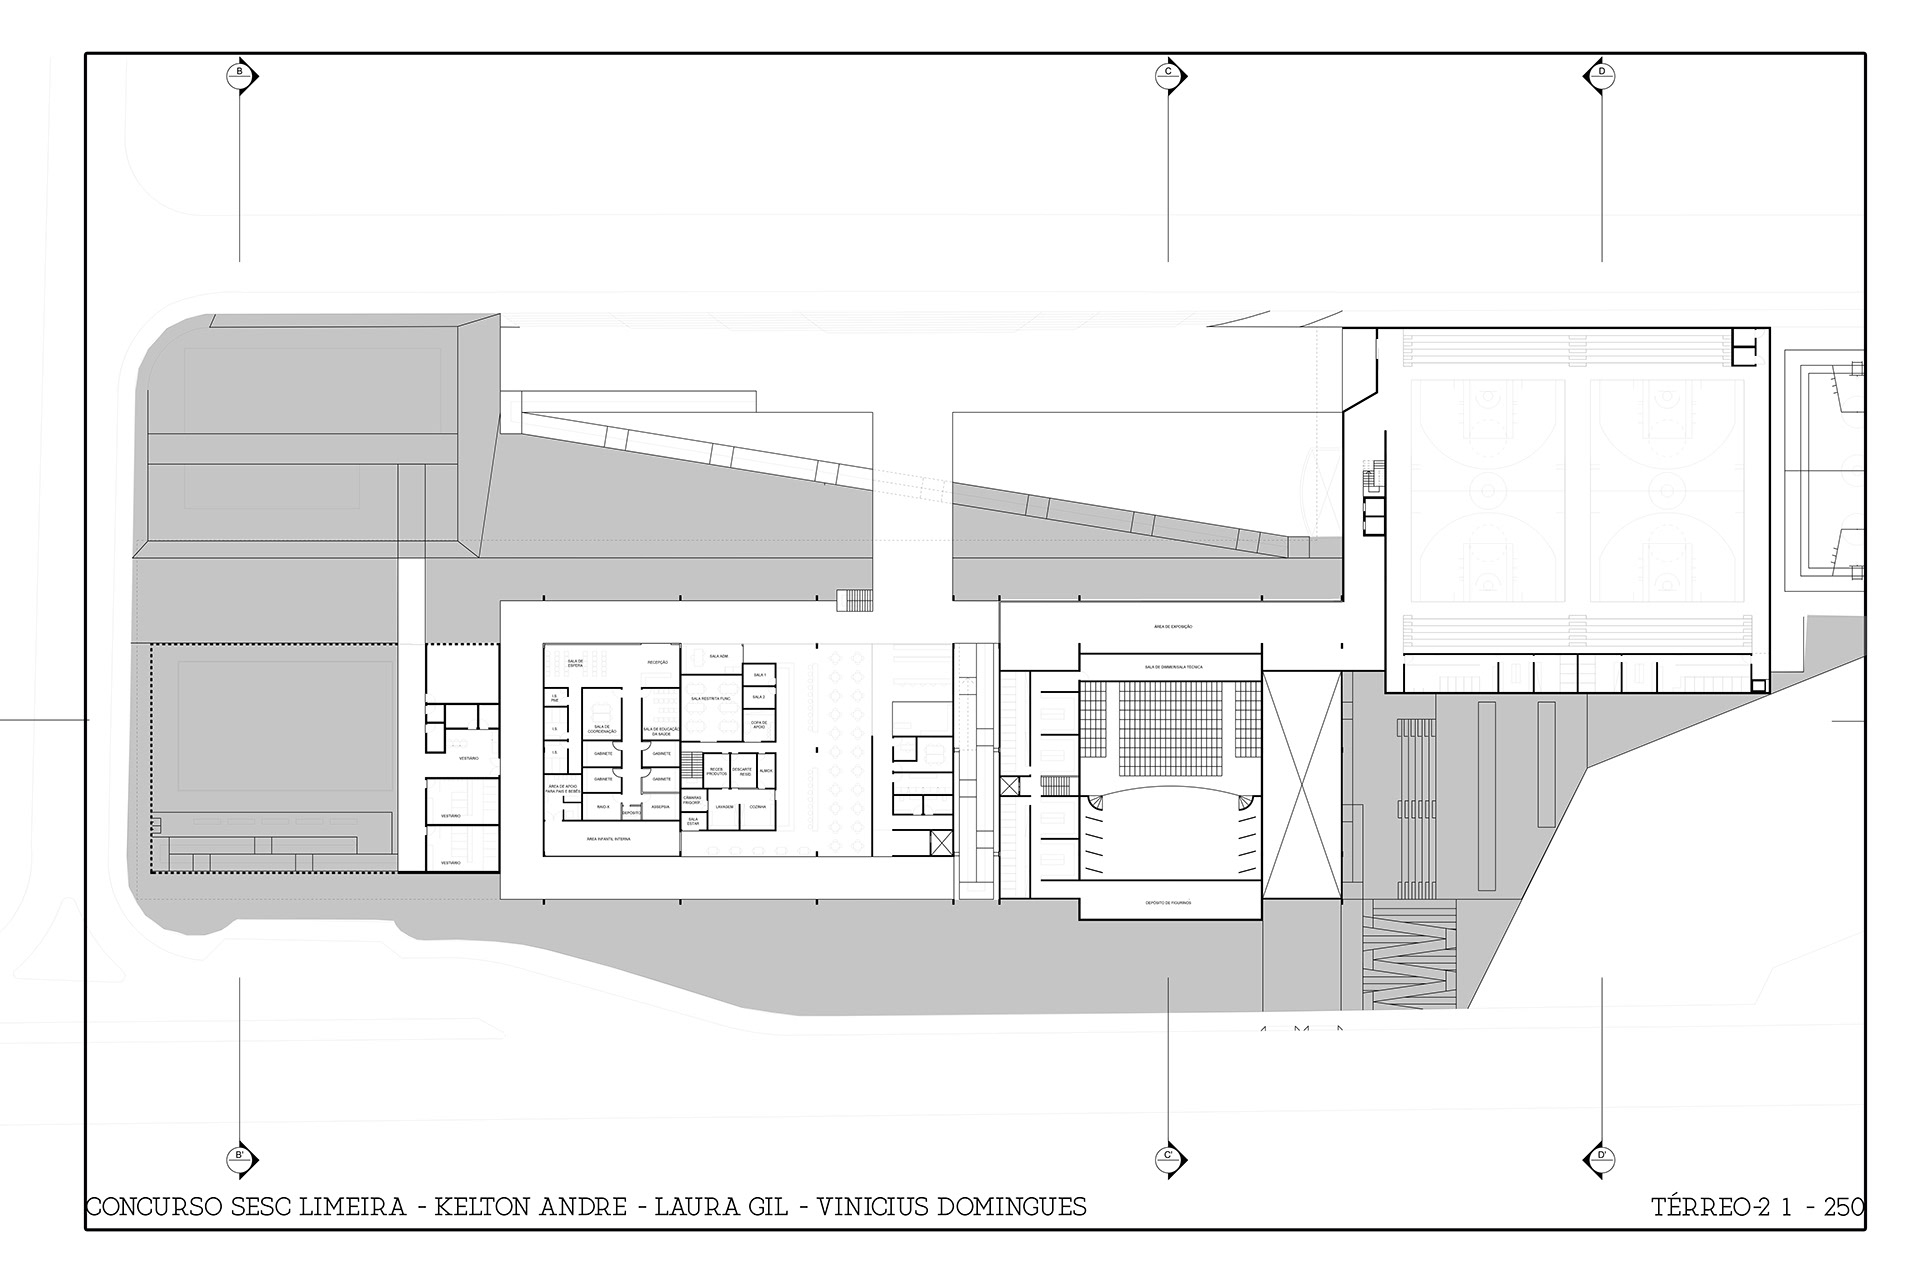 B
C
D
ÁREA DE EXPOSIÇÃO
SALA DE
ESPERA
RECEPÇÃO
SALA ADM.
SALA DE DIMMER/SALA TÉCNICA
SALA 1
I.S.
PNE
SALA RESTRITA FUNC.
SALA 2
I.S.
SALA DE
COORDENAÇÃO
SALA DE EDUCAÇÃO
DA SAÚDE
COPA DE
APOIO
I.S.
GABINETE
GABINETE
VESTIÁRIO
RECEB.
PRODUTOS
DESCARTE
RESID.
ALMOX.
GABINETE
GABINETE
ÁREA DE APOIO
PARA PAIS E BEBÊS
CÂMARAS
FRIGORÍF.
RAIO-X
DEPÓSITO
ASSEPSIA
LAVAGEM
COZINHA
VESTIÁRIO
SALA
ESTAR
ÁREA INFANTIL INTERNA
VESTIÁRIO
DEPÓSITO DE FIGURINOS
B'
C'
D'
CONCURSO SESC LIMEIRA - KELTON ANDRE - LAURA GIL - VINICIUS DOMINGUES
TÉRREO-2 1 - 250